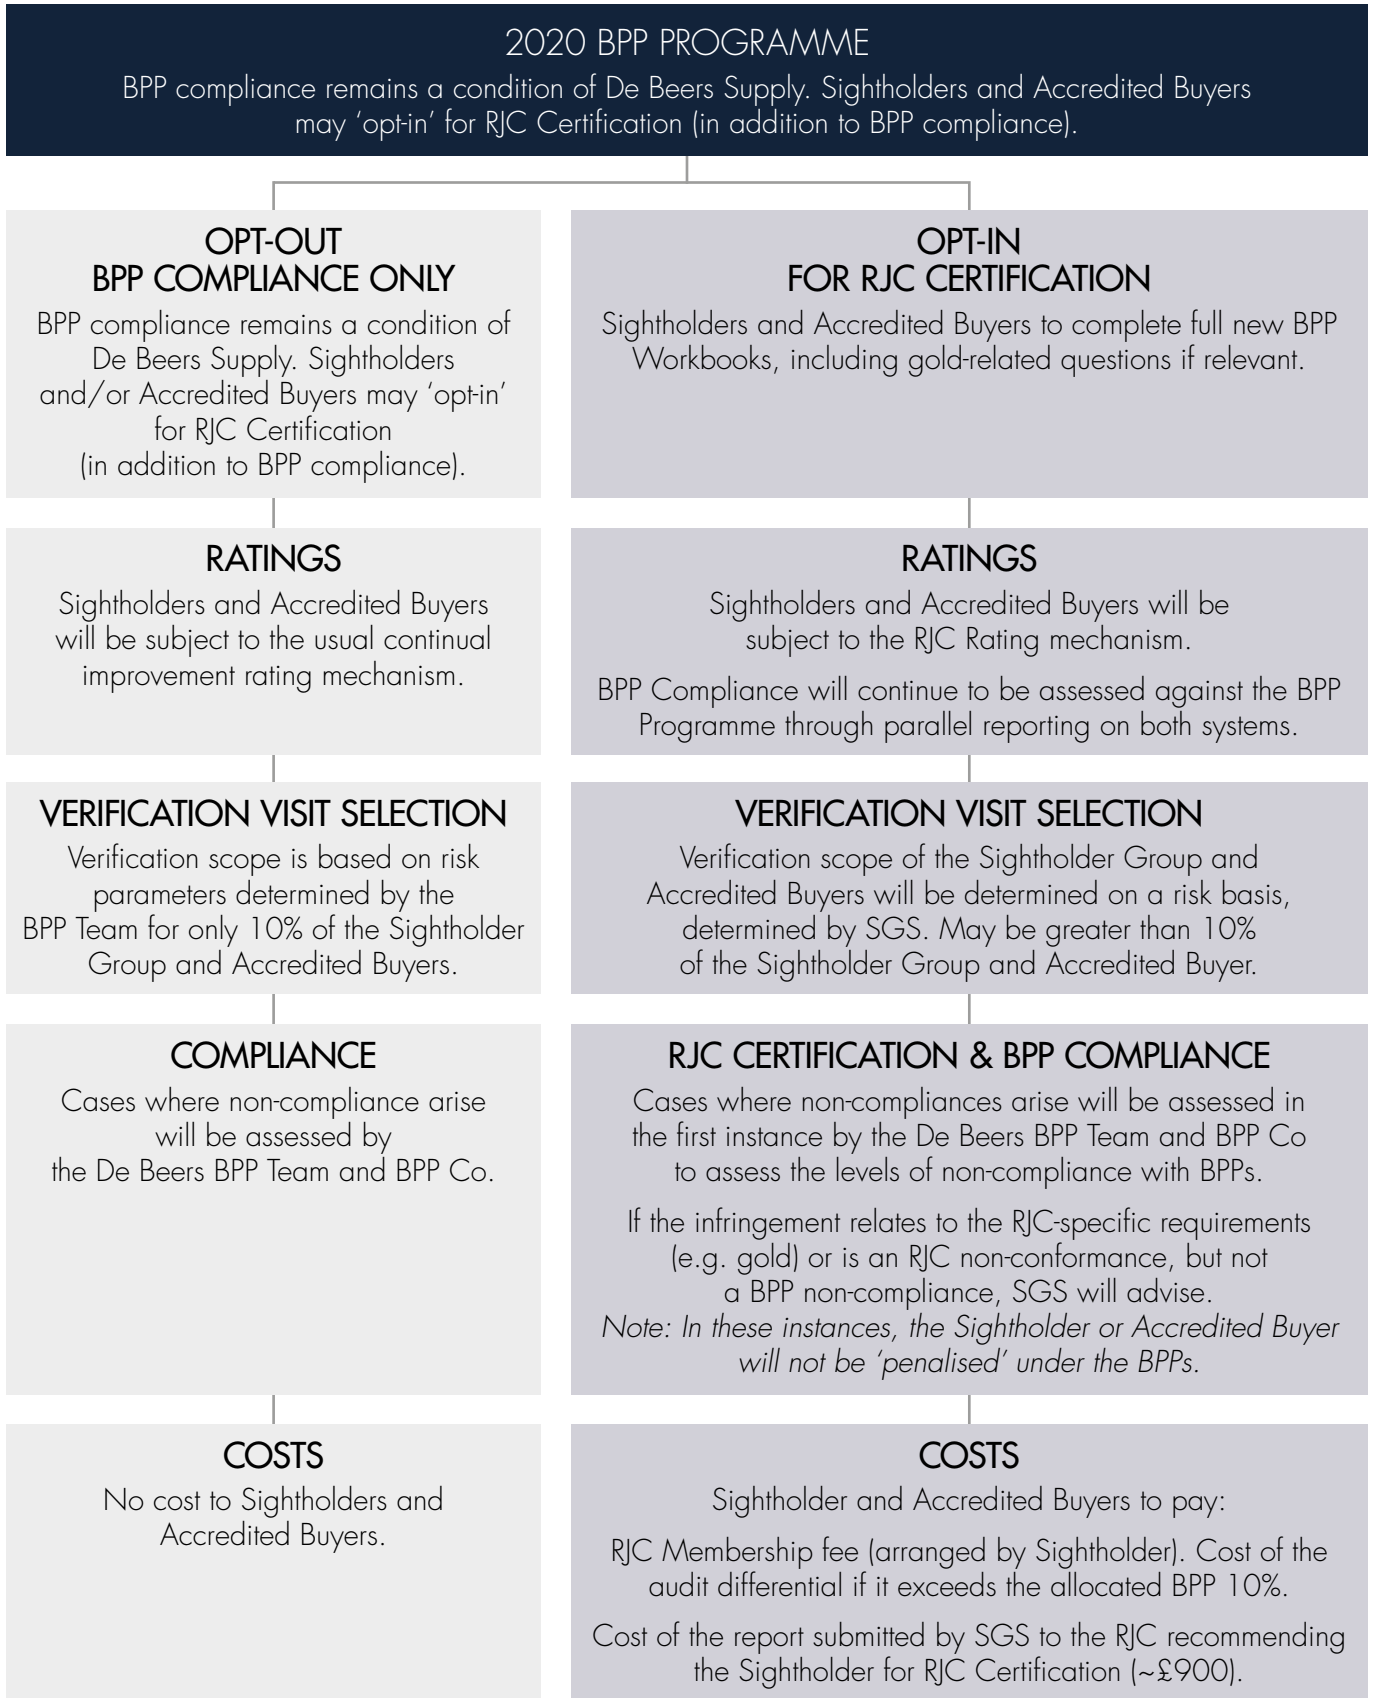 2020 BPP PROGRAMME
BPP compliance remains a condition of De Beers Supply. Sightholders and Accredited Buyers
may ‘opt-in’ for RJC Certification (in addition to BPP compliance).
OPT-OUT
BPP COMPLIANCE ONLY
BPP compliance remains a condition of
De Beers Supply. Sightholders
and/or Accredited Buyers may ‘opt-in’
for RJC Certification
(in addition to BPP compliance).
RATINGS
Sightholders and Accredited Buyers
will be subject to the usual continual
improvement rating mechanism.
VERIFICATION VISIT SELECTION
Verification scope is based on risk
parameters determined by the
BPP Team for only 10% of the Sightholder
Group and Accredited Buyers.
COMPLIANCE
Cases where non-compliance arise
will be assessed by
the De Beers BPP Team and BPP Co.
COSTS
No cost to Sightholders and
Accredited Buyers.
OPT-IN
FOR RJC CERTIFICATION
Sightholders and Accredited Buyers to complete full new BPP
Workbooks, including gold-related questions if relevant.
RATINGS
Sightholders and Accredited Buyers will be
subject to the RJC Rating mechanism.
BPP Compliance will continue to be assessed against the BPP
Programme through parallel reporting on both systems.
VERIFICATION VISIT SELECTION
Verification scope of the Sightholder Group and
Accredited Buyers will be determined on a risk basis,
determined by SGS. May be greater than 10%
of the Sightholder Group and Accredited Buyer.
RJC CERTIFICATION & BPP COMPLIANCE
Cases where non-compliances arise will be assessed in
the first instance by the De Beers BPP Team and BPP Co
to assess the levels of non-compliance with BPPs.
If the infringement relates to the RJC-specific requirements
(e.g. gold) or is an RJC non-conformance, but not
a BPP non-compliance, SGS will advise.
Note: In these instances, the Sightholder or Accredited Buyer
will not be ‘penalised’ under the BPPs.
COSTS
Sightholder and Accredited Buyers to pay:
RJC Membership fee (arranged by Sightholder). Cost of the
audit differential if it exceeds the allocated BPP 10%.
Cost of the report submitted by SGS to the RJC recommending
the Sightholder for RJC Certification (~£900).